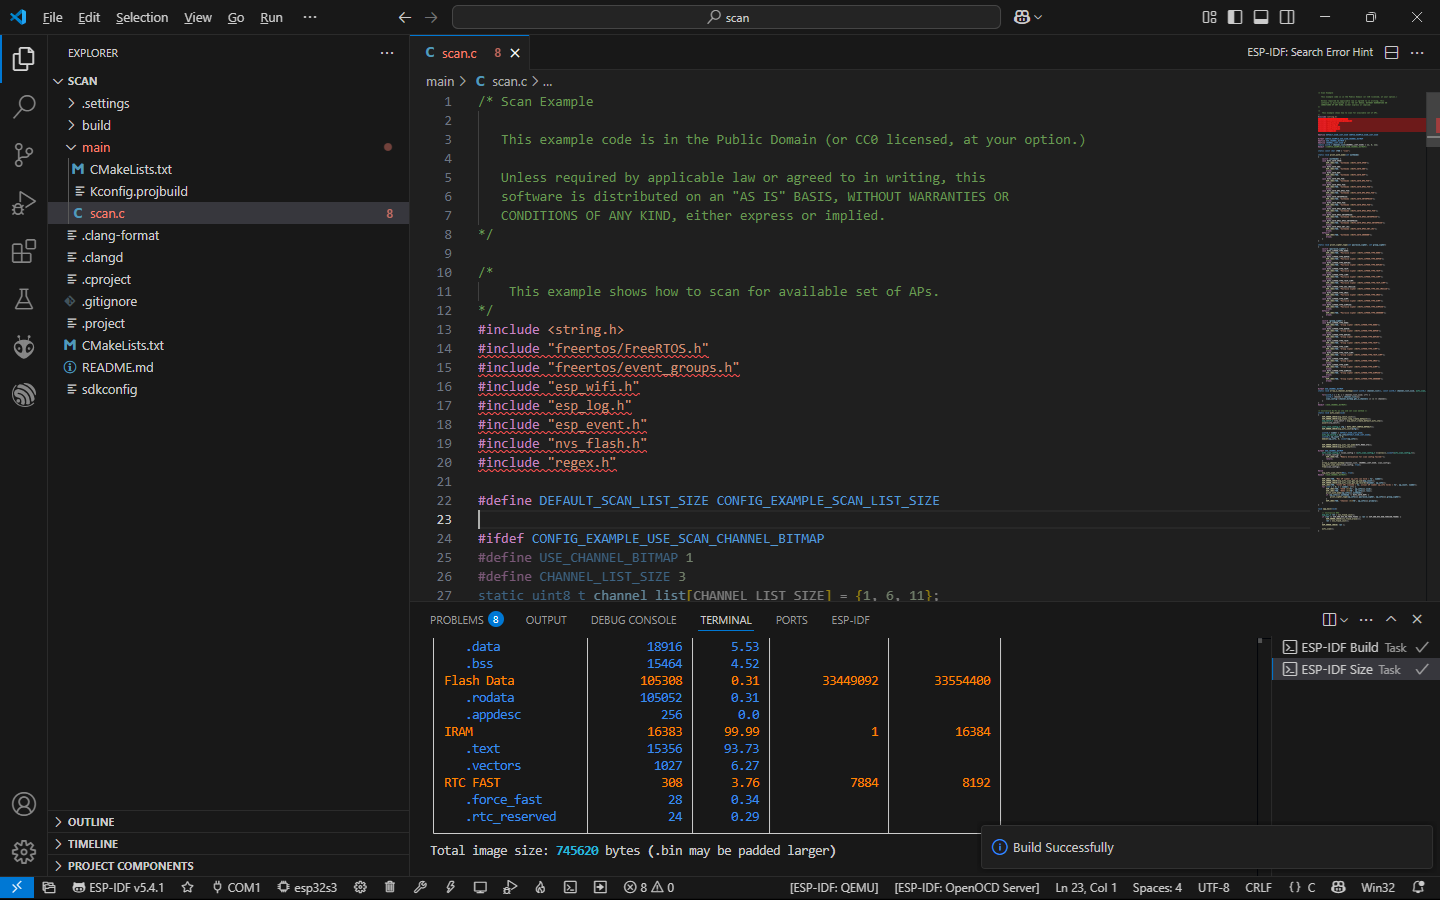 File Edit Selection View Go Run ···
scan
EXPLORER
SCAN
.settings
build
main
CMakeLists.txt
Kconfig.projbuild
scan.c 8
.clang-format
.clangd
.cproject
.gitignore
.project
CMakeLists.txt
README.md
sdkconfig
OUTLINE
TIMELINE
PROJECT COMPONENTS
scan.c 8
ESP-IDF: Search Error Hint
main > C scan.c > ...
1 /* Scan Example
2
3 This example code is in the Public Domain (or CC0 licensed, at your option.)
4
5 Unless required by applicable law or agreed to in writing, this
6 software is distributed on an "AS IS" BASIS, WITHOUT WARRANTIES OR
7 CONDITIONS OF ANY KIND, either express or implied.
8 */
9
10 /*
11 This example shows how to scan for available set of APs.
12 */
13 #include <string.h>
14 #include "freertos/FreeRTOS.h"
15 #include "freertos/event_groups.h"
16 #include "esp_wifi.h"
17 #include "esp_log.h"
18 #include "esp_event.h"
19 #include "nvs_flash.h"
20 #include "regex.h"
21
22 #define DEFAULT_SCAN_LIST_SIZE CONFIG_EXAMPLE_SCAN_LIST_SIZE
23
24 #ifdef CONFIG_EXAMPLE_USE_SCAN_CHANNEL_BITMAP
25 #define USE_CHANNEL_BITMAP 1
26 #define CHANNEL_LIST_SIZE 3
27 static uint8_t channel_list[CHANNEL_LIST_SIZE] = {1, 6, 11};
PROBLEMS 8 OUTPUT DEBUG CONSOLE TERMINAL PORTS ESP-IDF
.data 18916 5.53
.bss 15464 4.52
Flash Data 105308 0.31 33449092 33554400
.rodata 105052 0.31
.appdesc 256 0.0
IRAM 16383 99.99 1 16384
.text 15356 93.73
.vectors 1027 6.27
RTC FAST 308 3.76 7884 8192
.force_fast 28 0.34
.rtc_reserved 24 0.29
Total image size: 745620 bytes (.bin may be padded larger)
ESP-IDF Build Task
ESP-IDF Size Task
Build Successfully
ESP-IDF v5.4.1 COM1 esp32s3 8 0 [ESP-IDF: QEMU] [ESP-IDF: OpenOCD Server] Ln 23, Col 1 Spaces: 4 UTF-8 CRLF {} C Win32